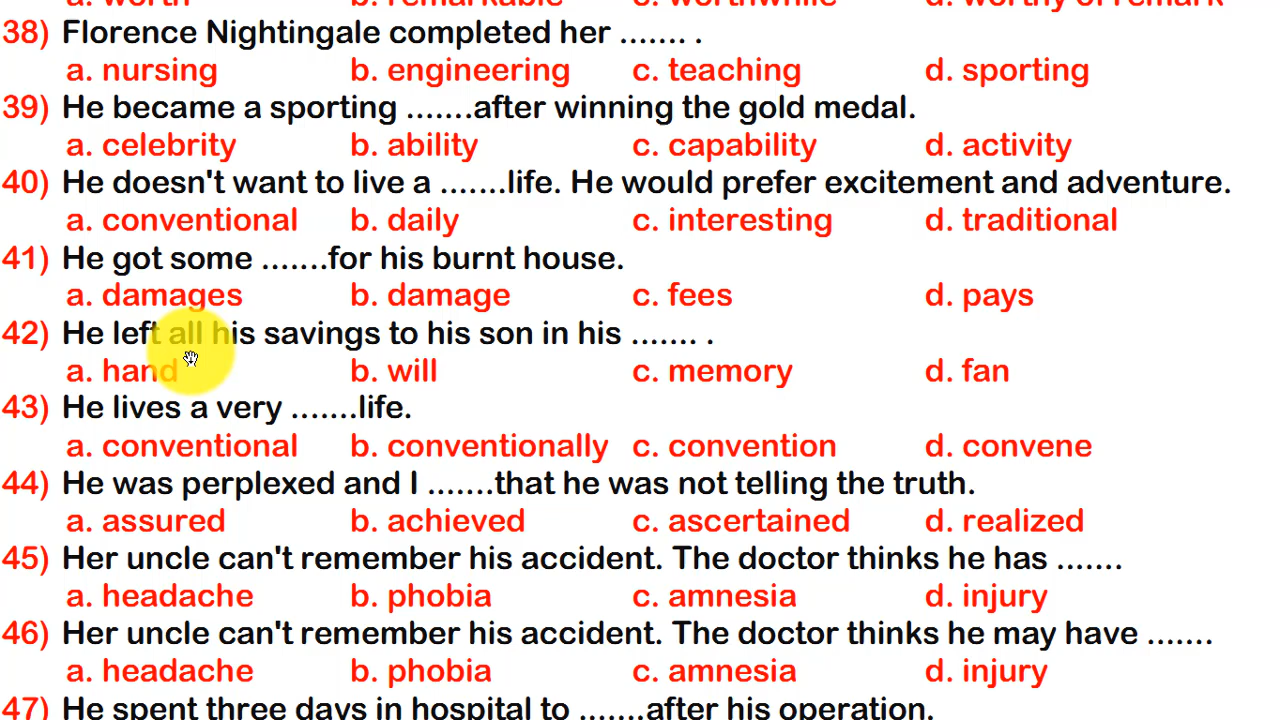 a. worth b. remarkable c. worthwhile d. worthy of remark
38) Florence Nightingale completed her ....... .
a. nursing b. engineering c. teaching d. sporting
39) He became a sporting .......after winning the gold medal.
a. celebrity b. ability c. capability d. activity
40) He doesn't want to live a .......life. He would prefer excitement and adventure.
a. conventional b. daily c. interesting d. traditional
41) He got some .......for his burnt house.
a. damages b. damage c. fees d. pays
42) He left all his savings to his son in his ....... .
a. hand b. will c. memory d. fan
43) He lives a very .......life.
a. conventional b. conventionally c. convention d. convene
44) He was perplexed and I .......that he was not telling the truth.
a. assured b. achieved c. ascertained d. realized
45) Her uncle can't remember his accident. The doctor thinks he has .......
a. headache b. phobia c. amnesia d. injury
46) Her uncle can't remember his accident. The doctor thinks he may have .......
a. headache b. phobia c. amnesia d. injury
47) He spent three days in hospital to .......after his operation.